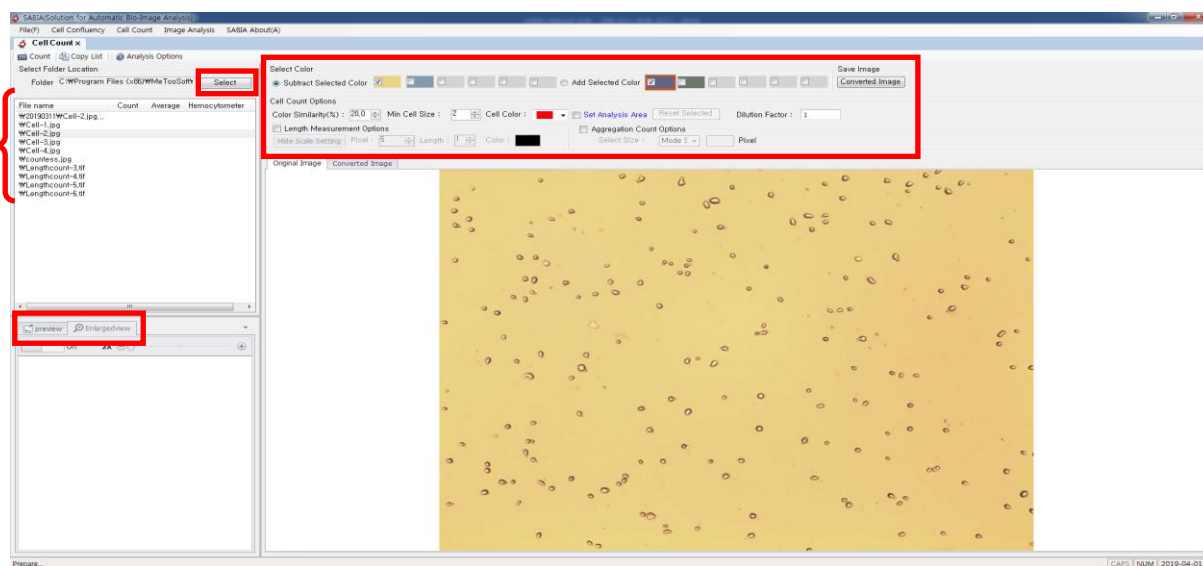 SABIA(Solution for Automatic Bio-Image Analysis)
File(F) Cell Confluency Cell Count Image Analysis SABIA About(A)
Cell Count x
Count Copy List Analysis Options
Select Folder Location
Folder C:₩Program Files (x86)₩MeTooSoft Select
File name Count Average Hemocytometer
₩20190311₩Cell-2.jpg...
₩Cell-1.jpg
₩Cell-2.jpg
₩Cell-3.jpg
₩Cell-4.jpg
₩countess.jpg
₩Lengthcount-3.tif
₩Lengthcount-4.tif
₩Lengthcount-5.tif
₩Lengthcount-6.tif
preview Enlargedview
Off 2X
Select Color
Subtract Selected Color Add Selected Color
Save Image
Converted Image
Cell Count Options
Color Similarity(%) : 20.0 Min Cell Size : 2 Cell Color : Set Analysis Area Reset Selected Dilution Factor : 1
Length Measurement Options Aggregation Count Options
Hide Scale Setting Pixel : 5 Length : 1 Color : Select Size : Mode S Pixel
Original Image Converted Image
Prepare... CAPS NUM 2019-04-01